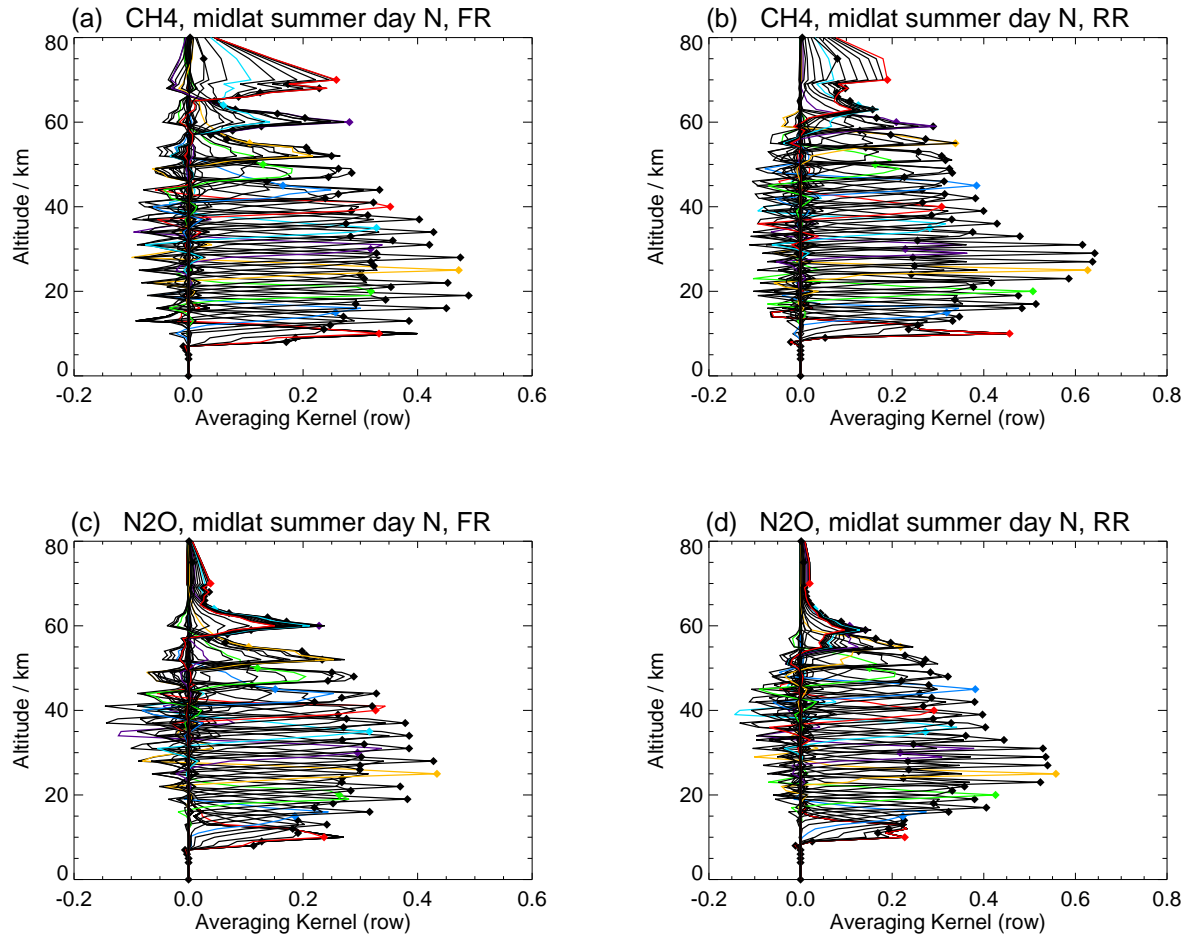 (a) CH4, midlat summer day N, FR
80
60
40
20
0
Altitude / km
-0.2 0.0 0.2 0.4 0.6
Averaging Kernel (row)
(b) CH4, midlat summer day N, RR
80
60
40
20
0
Altitude / km
-0.2 0.0 0.2 0.4 0.6 0.8
Averaging Kernel (row)
(c) N2O, midlat summer day N, FR
80
60
40
20
0
Altitude / km
-0.2 0.0 0.2 0.4 0.6
Averaging Kernel (row)
(d) N2O, midlat summer day N, RR
80
60
40
20
0
Altitude / km
-0.2 0.0 0.2 0.4 0.6 0.8
Averaging Kernel (row)